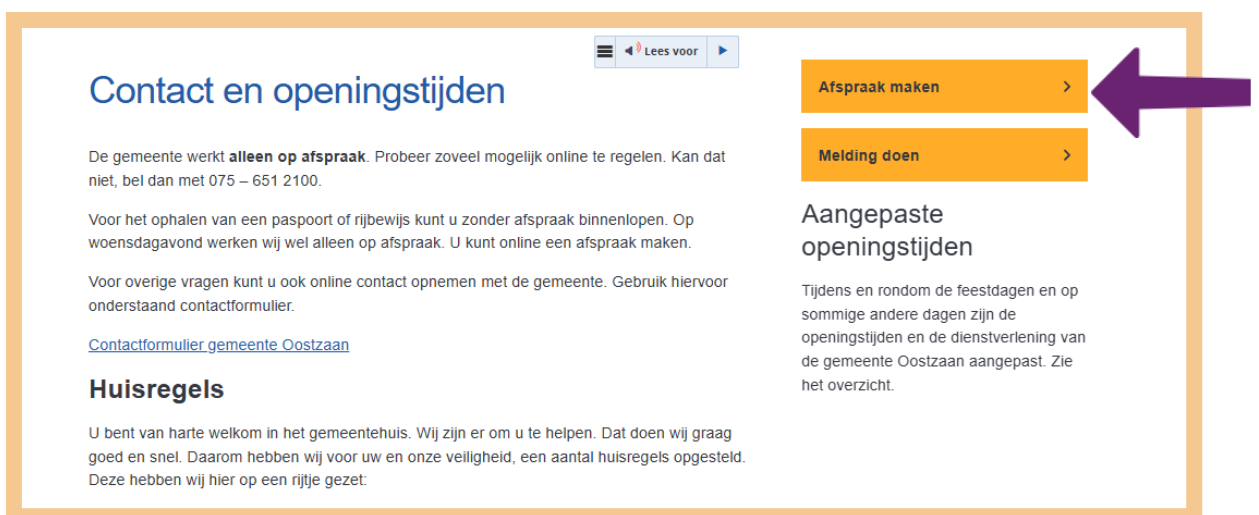 Lees voor
Contact en openingstijden
De gemeente werkt alleen op afspraak. Probeer zoveel mogelijk online te regelen. Kan dat
niet, bel dan met 075 – 651 2100.
Voor het ophalen van een paspoort of rijbewijs kunt u zonder afspraak binnenlopen. Op
woensdagavond werken wij wel alleen op afspraak. U kunt online een afspraak maken.
Voor overige vragen kunt u ook online contact opnemen met de gemeente. Gebruik hiervoor
onderstaand contactformulier.
Contactformulier gemeente Oostzaan
Huisregels
U bent van harte welkom in het gemeentehuis. Wij zijn er om u te helpen. Dat doen wij graag
goed en snel. Daarom hebben wij voor uw en onze veiligheid, een aantal huisregels opgesteld.
Deze hebben wij hier op een rijtje gezet:
Afspraak maken
Melding doen
Aangepaste
openingstijden
Tijdens en rondom de feestdagen en op
sommige andere dagen zijn de
openingstijden en de dienstverlening van
de gemeente Oostzaan aangepast. Zie
het overzicht.